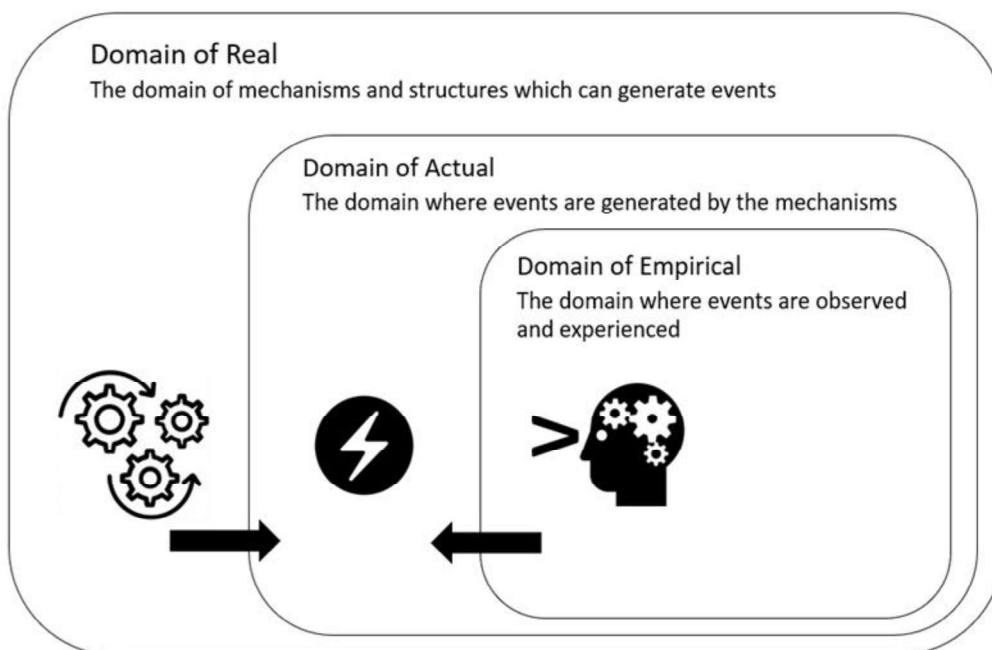 Domain of Real
The domain of mechanisms and structures which can generate events
Domain of Actual
The domain where events are generated by the mechanisms
Domain of Empirical
The domain where events are observed
and experienced